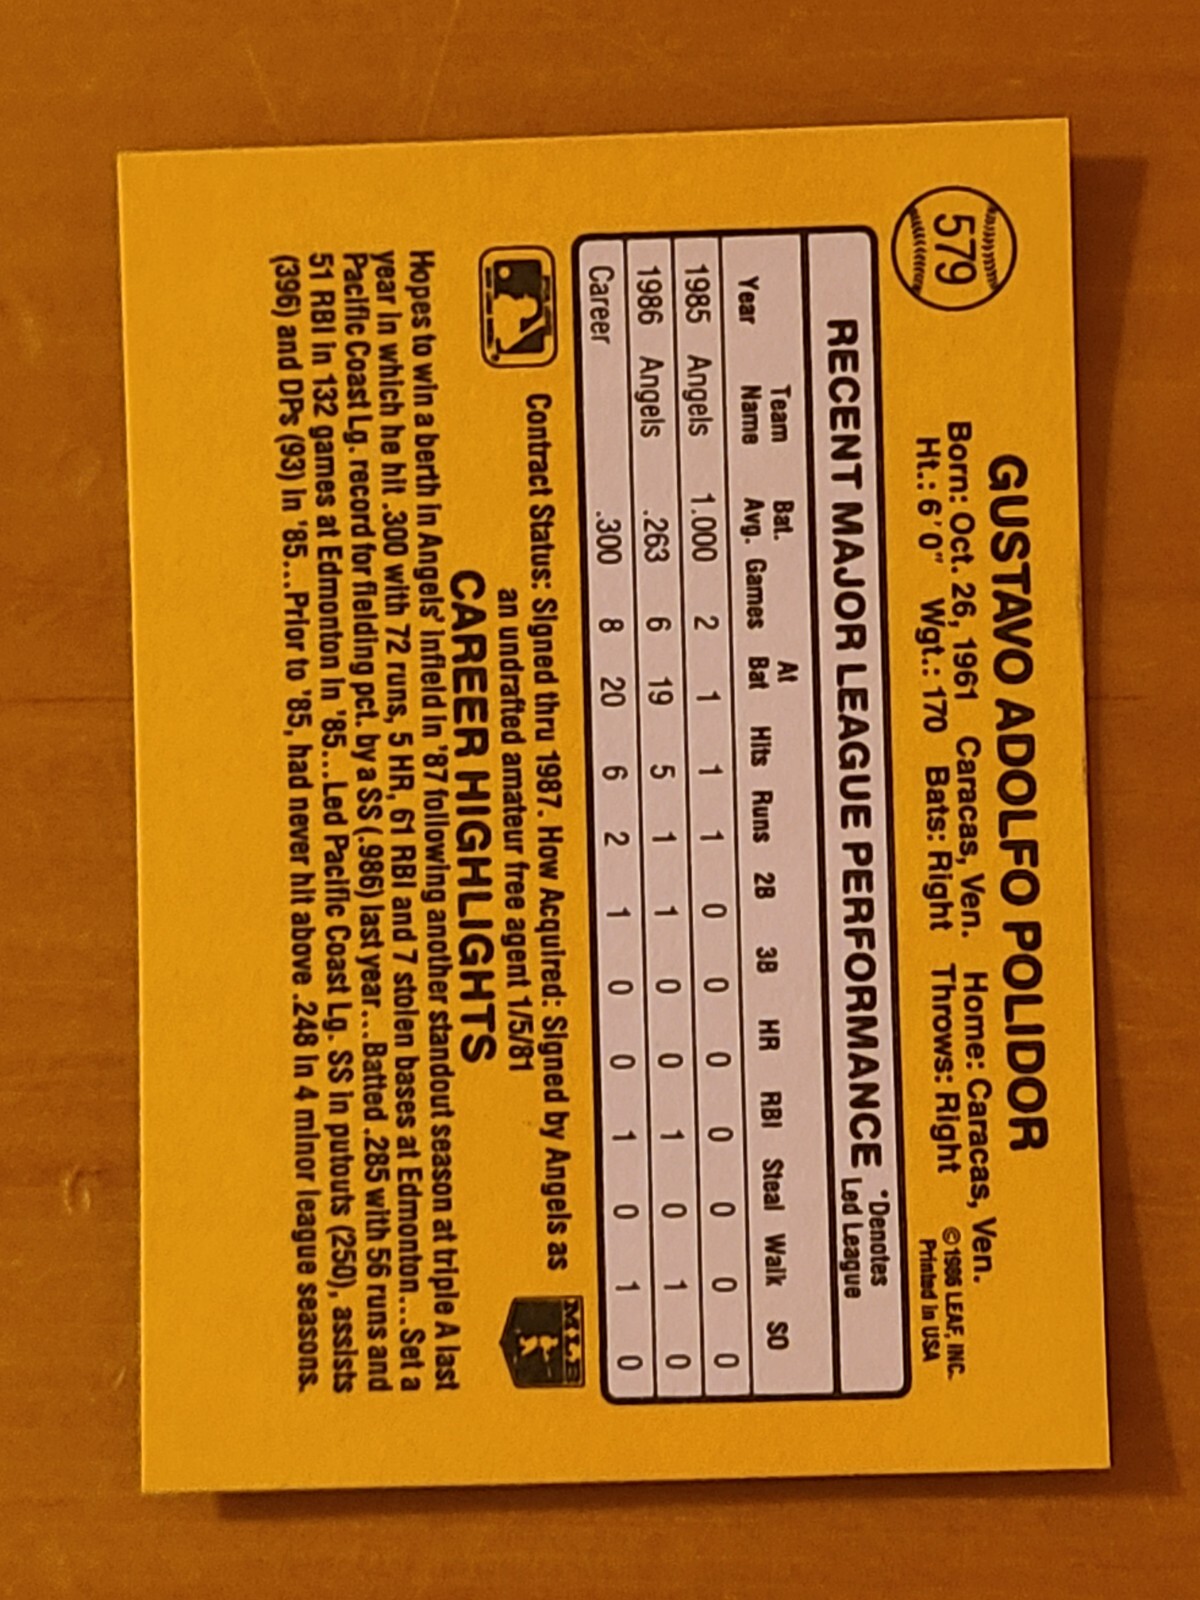 579
GUSTAVO ADOLFO POLIDOR
Born: Oct. 26, 1961 Caracas, Ven. Home: Caracas, Ven.
Ht.: 6'0" Wgt.: 170 Bats: Right Throws: Right
©1986 LEAF, INC.
Printed in USA
RECENT MAJOR LEAGUE PERFORMANCE *Denotes Led League
Year Team Name Bat. Avg. Games At Bat Hits Runs 2B 3B HR RBI Steal Walk SO
1985 Angels 1.000 2 1 1 1 0 0 0 0 0 0 0
1986 Angels .263 6 19 5 1 1 0 0 1 0 1 0
Career .300 8 20 6 2 1 0 0 1 0 1 0
Contract Status: Signed thru 1987. How Acquired: Signed by Angels as
an undrafted amateur free agent 1/5/81
MLB
CAREER HIGHLIGHTS
Hopes to win a berth in Angels' infield in '87 following another standout season at triple A last
year in which he hit .300 with 72 runs, 5 HR, 61 RBI and 7 stolen bases at Edmonton...Set a
Pacific Coast Lg. record for fielding pct. by a SS (.986) last year...Batted .285 with 56 runs and
51 RBI in 132 games at Edmonton in '85...Led Pacific Coast Lg. SS in putouts (250), assists
(396) and DPs (93) in '85...Prior to '85, had never hit above .248 in 4 minor league seasons.